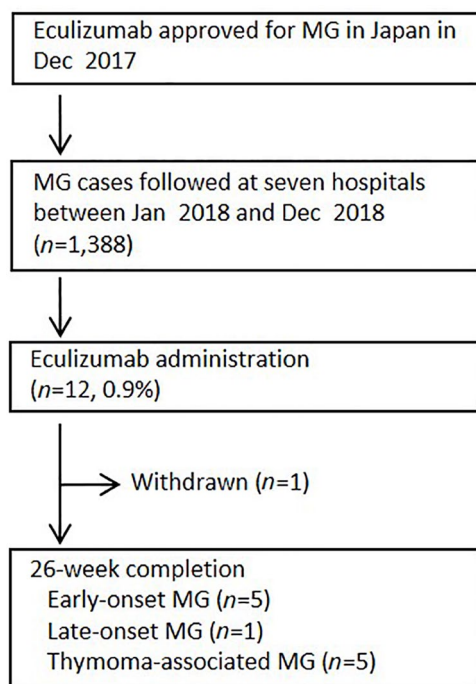 Eculizumab approved for MG in Japan in
Dec 2017
MG cases followed at seven hospitals
between Jan 2018 and Dec 2018
(n=1,388)
Eculizumab administration
(n=12, 0.9%)
Withdrawn (n=1)
26-week completion
Early-onset MG (n=5)
Late-onset MG (n=1)
Thymoma-associated MG (n=5)